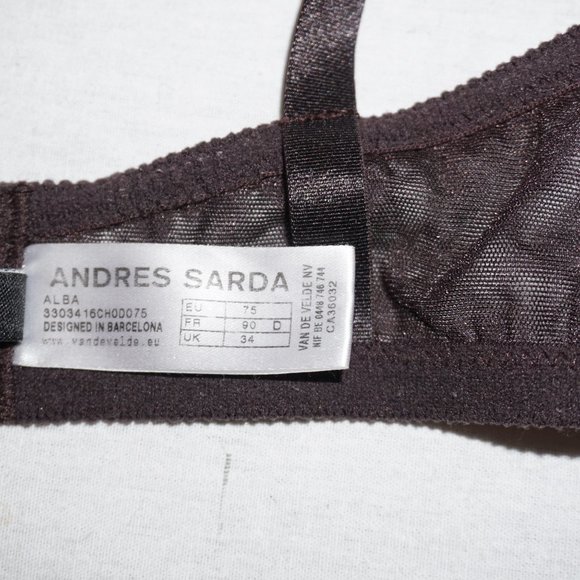 ANDRES SARDA
ALBA
3303416CH00075
DESIGNED IN BARCELONA
www.vandevelde.eu
EU 75
FR 90 D
UK 34
VAN DE VELDE NV
NIF BE 6448 746 744
CA36032